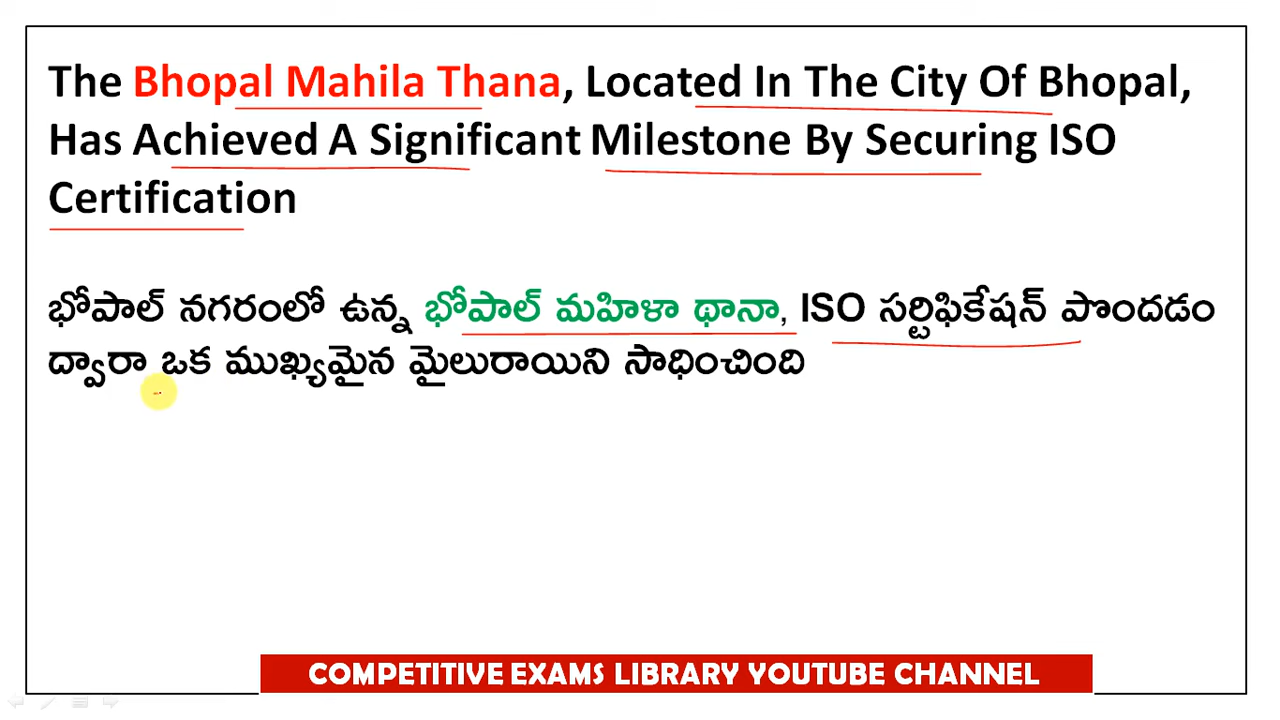 The Bhopal Mahila Thana, Located In The City Of Bhopal,
Has Achieved A Significant Milestone By Securing ISO
Certification
భోపాల్ నగరంలో ఉన్న భోపాల్ మహిళా థానా, ISO సర్టిఫికేషన్ పొందడం
ద్వారా ఒక ముఖ్యమైన మైలురాయిని సాధించింది
COMPETITIVE EXAMS LIBRARY YOUTUBE CHANNEL